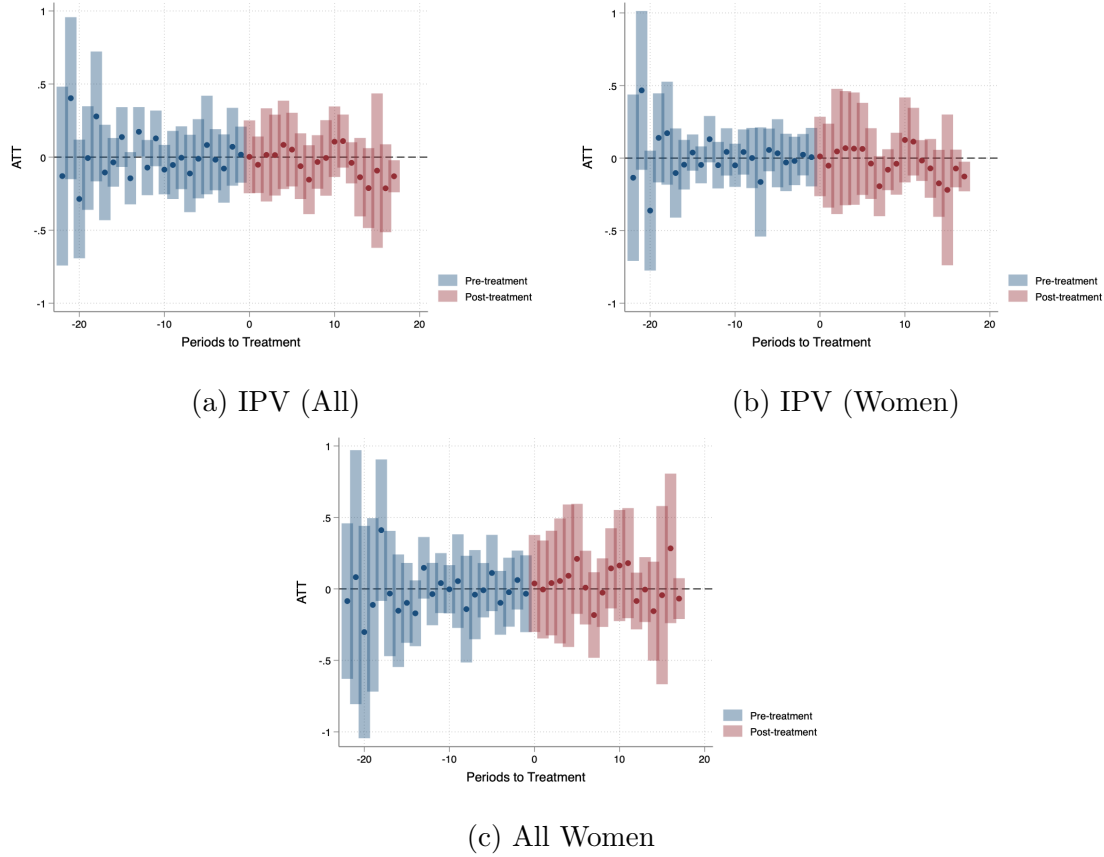 1
.5
0
-.5
-1
ATT
-20
-10
0
10
20
Periods to Treatment
Pre-treatment
Post-treatment
(a) IPV (All)
1
.5
0
-.5
-1
ATT
-20
-10
0
10
20
Periods to Treatment
Pre-treatment
Post-treatment
(b) IPV (Women)
1
.5
0
-.5
-1
ATT
-20
-10
0
10
20
Periods to Treatment
Pre-treatment
Post-treatment
(c) All Women